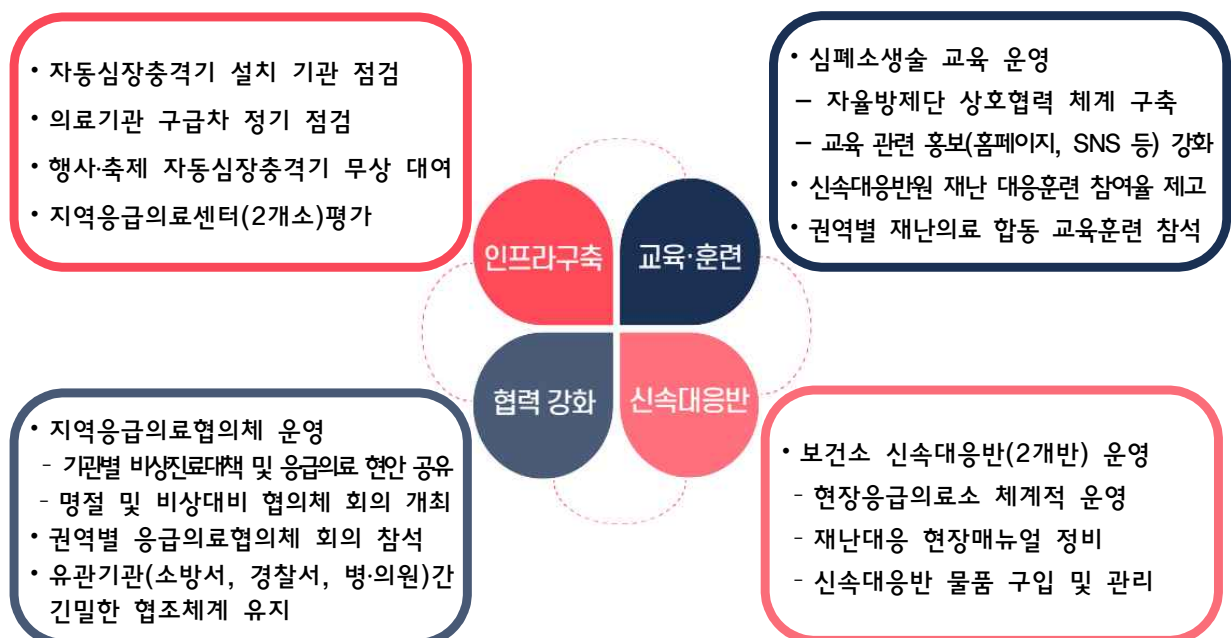 • 자동심장충격기 설치 기관 점검
• 의료기관 구급차 정기 점검
• 행사·축제 자동심장충격기 무상 대여
• 지역응급의료센터(2개소)평가
• 심폐소생술 교육 운영
– 자율방제단 상호협력 체계 구축
– 교육 관련 홍보(홈페이지, SNS 등) 강화
• 신속대응반원 재난 대응훈련 참여율 제고
• 권역별 재난의료 합동 교육훈련 참석
인프라구축
교육·훈련
협력 강화
신속대응반
• 지역응급의료협의체 운영
- 기관별 비상진료대책 및 응급의료 현안 공유
- 명절 및 비상대비 협의체 회의 개최
• 권역별 응급의료협의체 회의 참석
• 유관기관(소방서, 경찰서, 병·의원)간
긴밀한 협조체계 유지
• 보건소 신속대응반(2개반) 운영
- 현장응급의료소 체계적 운영
- 재난대응 현장매뉴얼 정비
- 신속대응반 물품 구입 및 관리